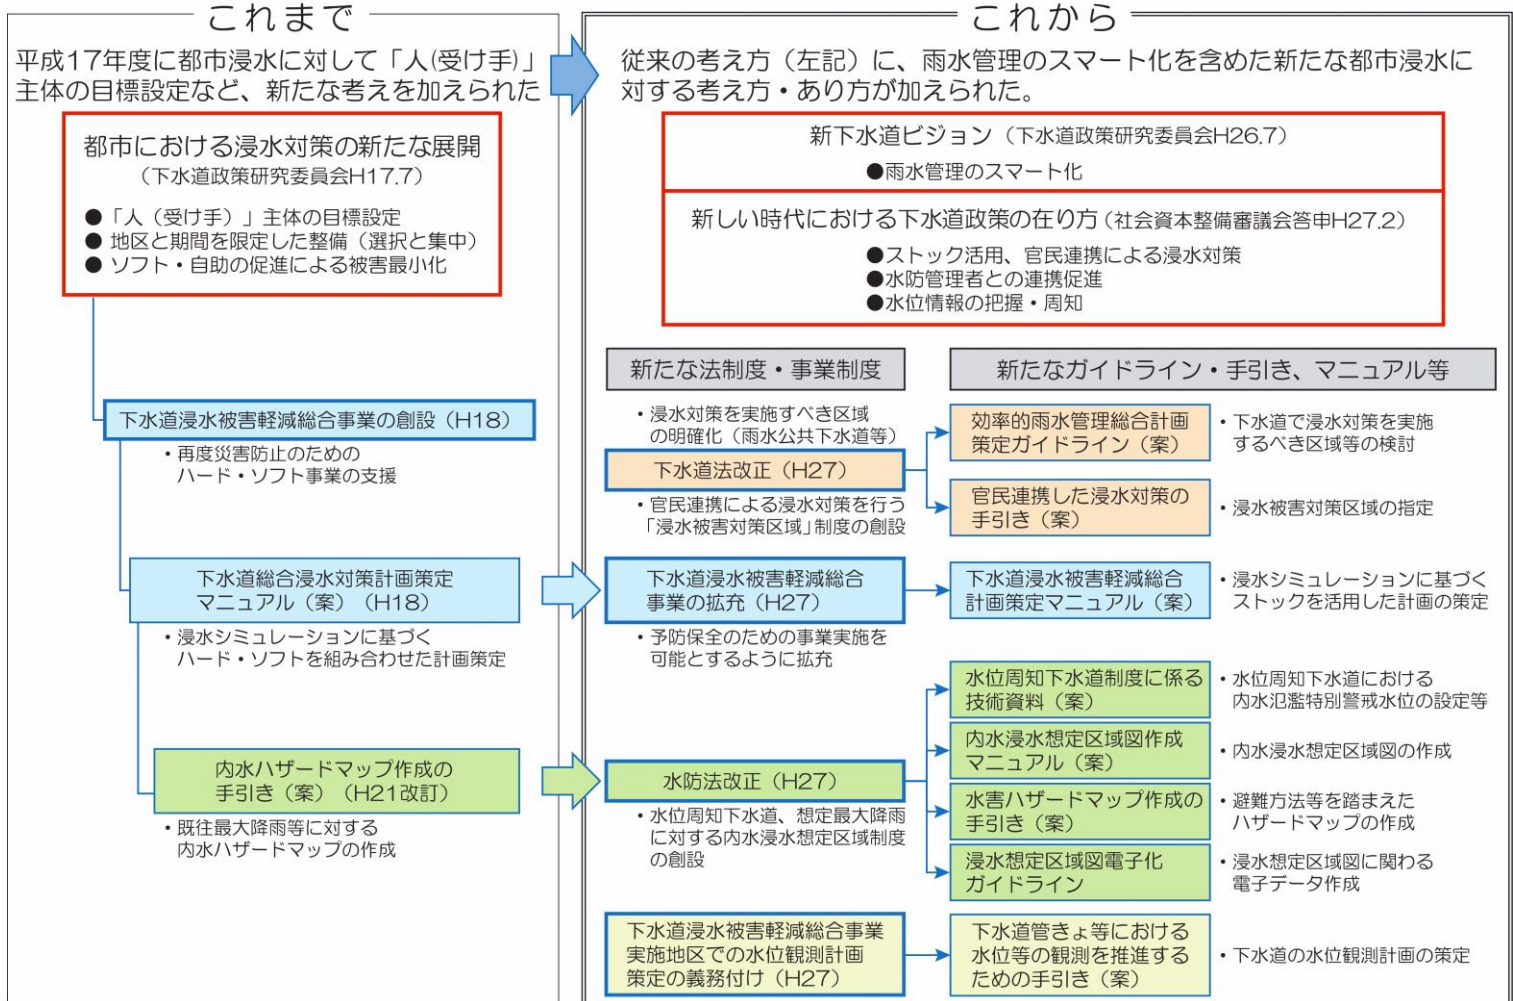 これまで
平成17年度に都市浸水に対して「人(受け手)」
主体の目標設定など、新たな考えを加えられた
都市における浸水対策の新たな展開
（下水道政策研究委員会H17.7）
●「人（受け手）」主体の目標設定
● 地区と期間を限定した整備（選択と集中）
● ソフト・自助の促進による被害最小化
下水道浸水被害軽減総合事業の創設（H18）
・再度災害防止のための
ハード・ソフト事業の支援
下水道総合浸水対策計画策定
マニュアル（案）（H18）
・浸水シミュレーションに基づく
ハード・ソフトを組み合わせた計画策定
内水ハザードマップ作成の
手引き（案）（H21改訂）
・既往最大降雨等に対する
内水ハザードマップの作成
これから
従来の考え方（左記）に、雨水管理のスマート化を含めた新たな都市浸水に
対する考え方・あり方が加えられた。
新下水道ビジョン（下水道政策研究委員会H26.7）
●雨水管理のスマート化
新しい時代における下水道政策の在り方（社会資本整備審議会答申H27.2）
●ストック活用、官民連携による浸水対策
●水防管理者との連携促進
●水位情報の把握・周知
新たな法制度・事業制度
新たなガイドライン・手引き、マニュアル等
・浸水対策を実施すべき区域
の明確化（雨水公共下水道等）
下水道法改正（H27）
・官民連携による浸水対策を行う
「浸水被害対策区域」制度の創設
効率的雨水管理総合計画
策定ガイドライン（案）
・下水道で浸水対策を実施
するべき区域等の検討
官民連携した浸水対策の
手引き（案）
・浸水被害対策区域の指定
下水道浸水被害軽減総合
事業の拡充（H27）
・予防保全のための事業実施を
可能とするように拡充
下水道浸水被害軽減総合
計画策定マニュアル（案）
・浸水シミュレーションに基づく
ストックを活用した計画の策定
水防法改正（H27）
・水位周知下水道、想定最大降雨
に対する内水浸水想定区域制度
の創設
水位周知下水道制度に係る
技術資料（案）
・水位周知下水道における
内水氾濫特別警戒水位の設定等
内水浸水想定区域図作成
マニュアル（案）
・内水浸水想定区域図の作成
水害ハザードマップ作成の
手引き（案）
・避難方法等を踏まえた
ハザードマップの作成
浸水想定区域図電子化
ガイドライン
・浸水想定区域図に関わる
電子データ作成
下水道浸水被害軽減総合事業
実施地区での水位観測計画
策定の義務付け（H27）
下水道管きょ等における
水位等の観測を推進する
ための手引き（案）
・下水道の水位観測計画の策定